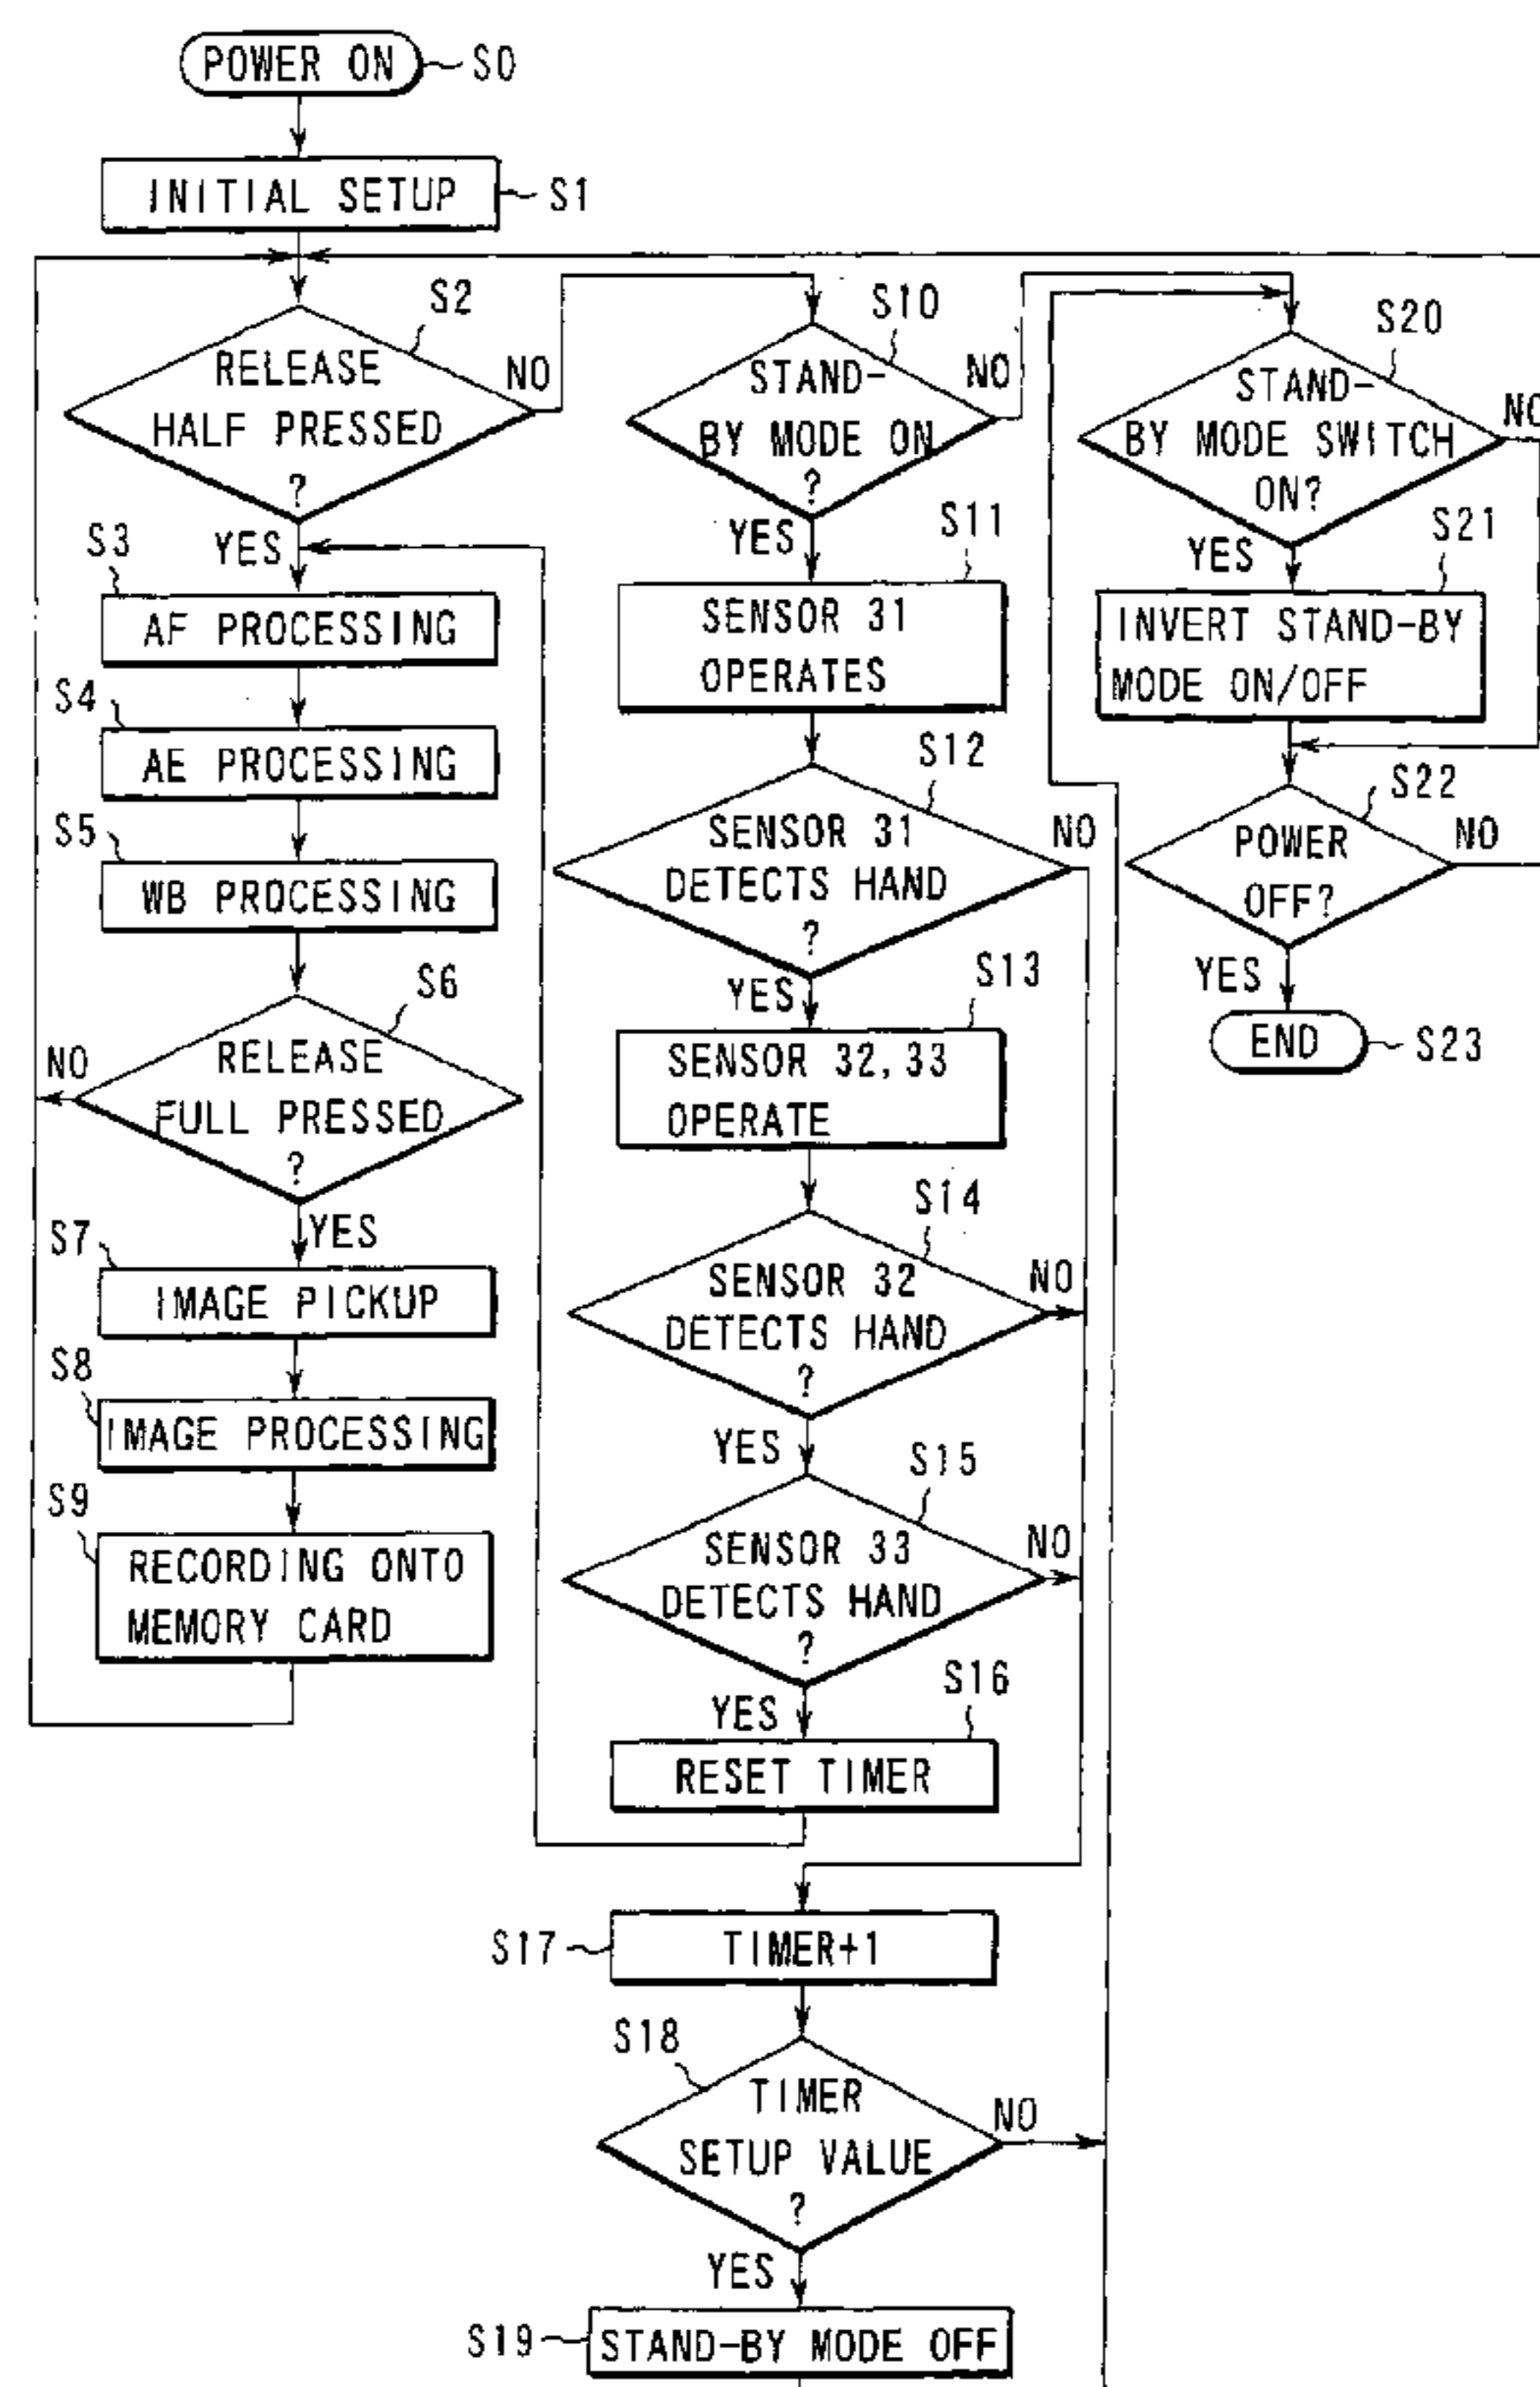 POWER ON
S0
INITIAL SETUP
S1
S2
RELEASE
HALF PRESSED
?
NO
YES
S3
AF PROCESSING
S4
AE PROCESSING
S5
WB PROCESSING
S6
RELEASE
FULL PRESSED
?
NO
YES
S7
IMAGE PICKUP
S8
IMAGE PROCESSING
S9
RECORDING ONTO
MEMORY CARD
S10
STAND-
BY MODE ON
?
NO
YES
S11
SENSOR 31
OPERATES
S12
SENSOR 31
DETECTS HAND
?
NO
YES
S13
SENSOR 32,33
OPERATE
S14
SENSOR 32
DETECTS HAND
?
NO
YES
S15
SENSOR 33
DETECTS HAND
?
NO
YES
S16
RESET TIMER
S17
TIMER+1
S18
TIMER
SETUP VALUE
?
NO
YES
S19
STAND-BY MODE OFF
S20
STAND-
BY MODE SWITCH
ON?
NO
YES
S21
INVERT STAND-BY
MODE ON/OFF
S22
POWER
OFF?
NO
YES
END
S23